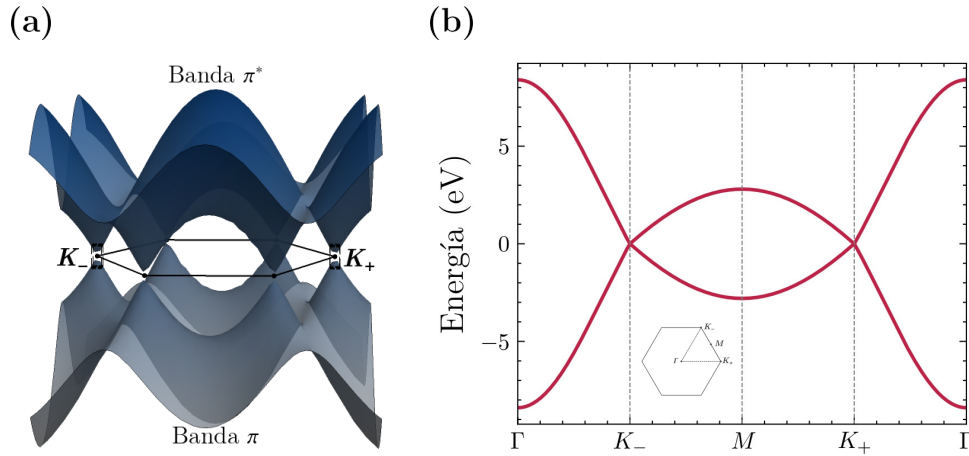 (a)
Banda π*
K₋
K₊
Banda π
(b)
Energía (eV)
5
0
−5
K₋
M
Γ
K₊
Γ
K₋
M
K₊
Γ